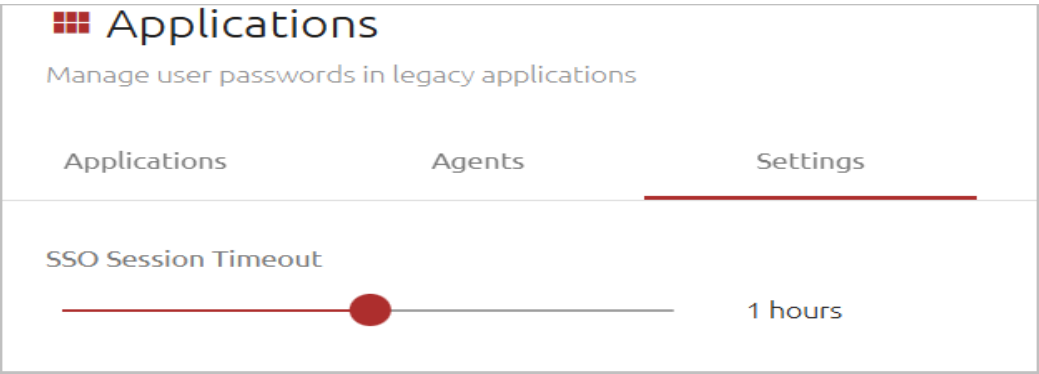 Applications
Manage user passwords in legacy applications
Applications Agents Settings
SSO Session Timeout
1 hours